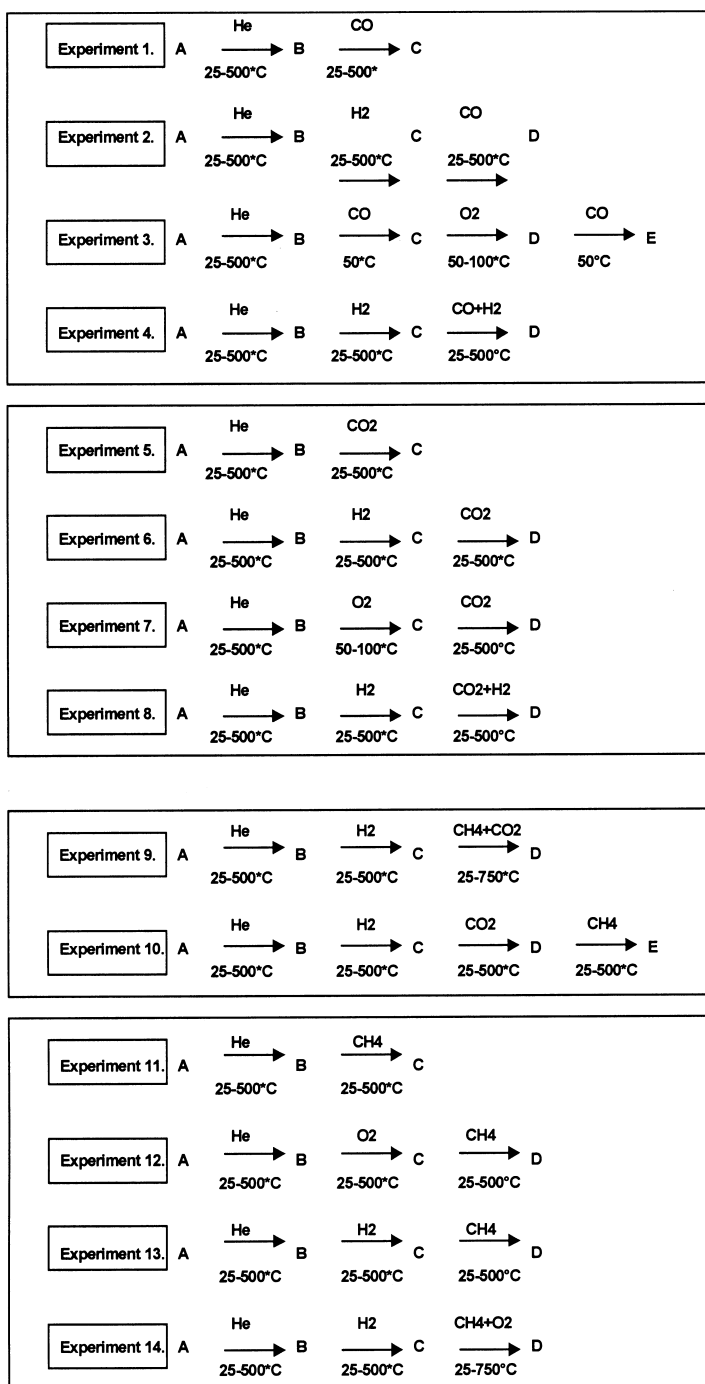 He CO
Experiment 1. A B C
25-500*C 25-500*
He H2 CO
Experiment 2. A B C D
25-500*C 25-500*C 25-500*C
He CO O2 CO
Experiment 3. A B C D E
25-500*C 50*C 50-100*C 50°C
He H2 CO+H2
Experiment 4. A B C D
25-500*C 25-500*C 25-500°C
He CO2
Experiment 5. A B C
25-500*C 25-500*C
He H2 CO2
Experiment 6. A B C D
25-500*C 25-500*C 25-500*C
He O2 CO2
Experiment 7. A B C D
25-500*C 50-100*C 25-500°C
He H2 CO2+H2
Experiment 8. A B C D
25-500*C 25-500*C 25-500°C
He H2 CH4+CO2
Experiment 9. A B C D
25-500*C 25-500*C 25-750*C
He H2 CO2 CH4
Experiment 10. A B C D E
25-500*C 25-500*C 25-500*C 25-500*C
He CH4
Experiment 11. A B C
25-500*C 25-500*C
He O2 CH4
Experiment 12. A B C D
25-500*C 25-500*C 25-500°C
He H2 CH4
Experiment 13. A B C D
25-500*C 25-500*C 25-500°C
He H2 CH4+O2
Experiment 14. A B C D
25-500*C 25-500*C 25-750°C